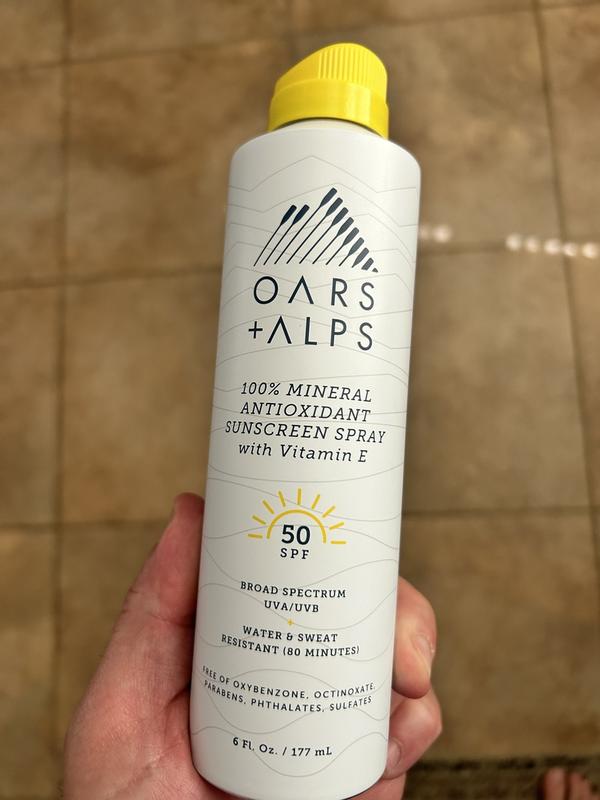 OARS
+ALPS
100% MINERAL
ANTIOXIDANT
SUNSCREEN SPRAY
with Vitamin E
50
SPF
BROAD SPECTRUM
UVA/UVB
+
WATER & SWEAT
RESISTANT (80 MINUTES)
FREE OF OXYBENZONE, OCTINOXATE,
PARABENS, PHTHALATES, SULFATES
6 Fl. Oz. / 177 mL